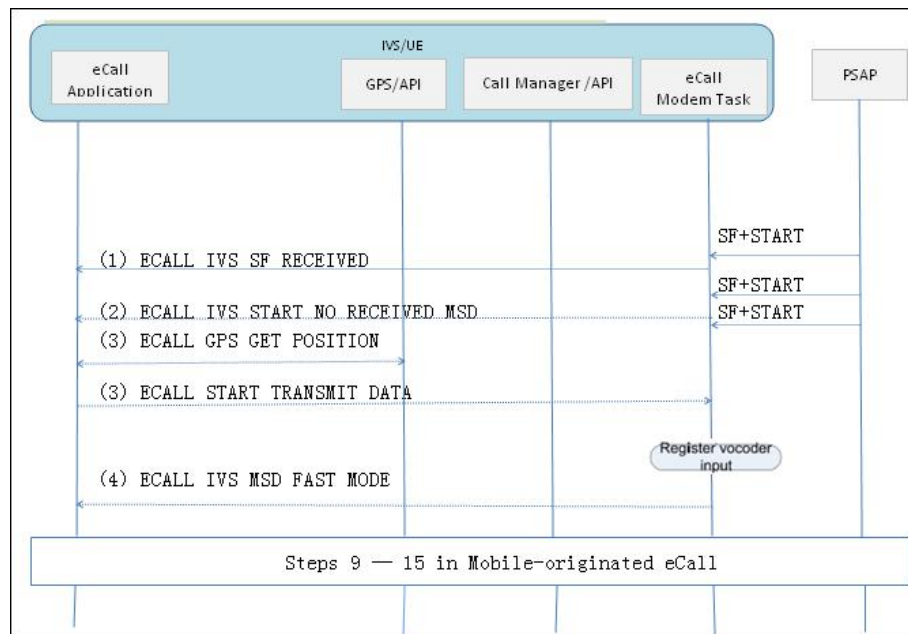 IVS/UE
eCall
Application
GPS/API
Call Manager /API
eCall
Modem Task
PSAP
SF+START
(1) ECALL IVS SF RECEIVED
SF+START
(2) ECALL IVS START NO RECEIVED MSD
SF+START
(3) ECALL GPS GET POSITION
(3) ECALL START TRANSMIT DATA
Register vocoder
input
(4) ECALL IVS MSD FAST MODE
Steps 9 — 15 in Mobile-originated eCall